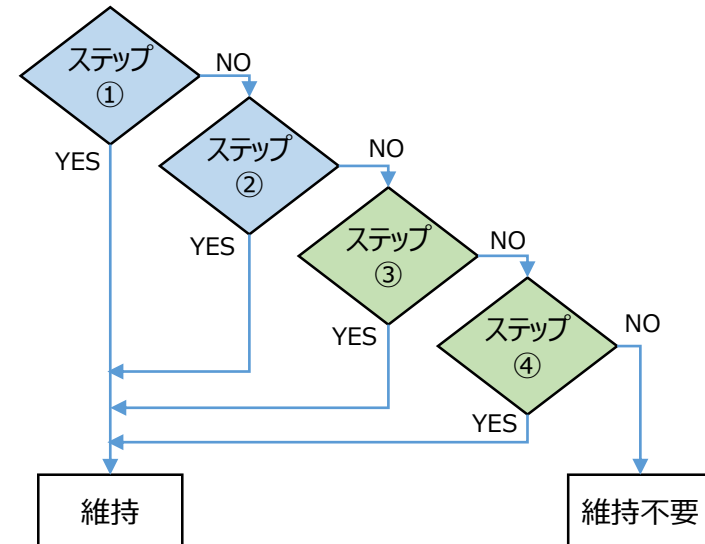 ステップ
①
NO
YES
ステップ
②
NO
YES
ステップ
③
NO
YES
ステップ
④
NO
YES
維持
維持不要